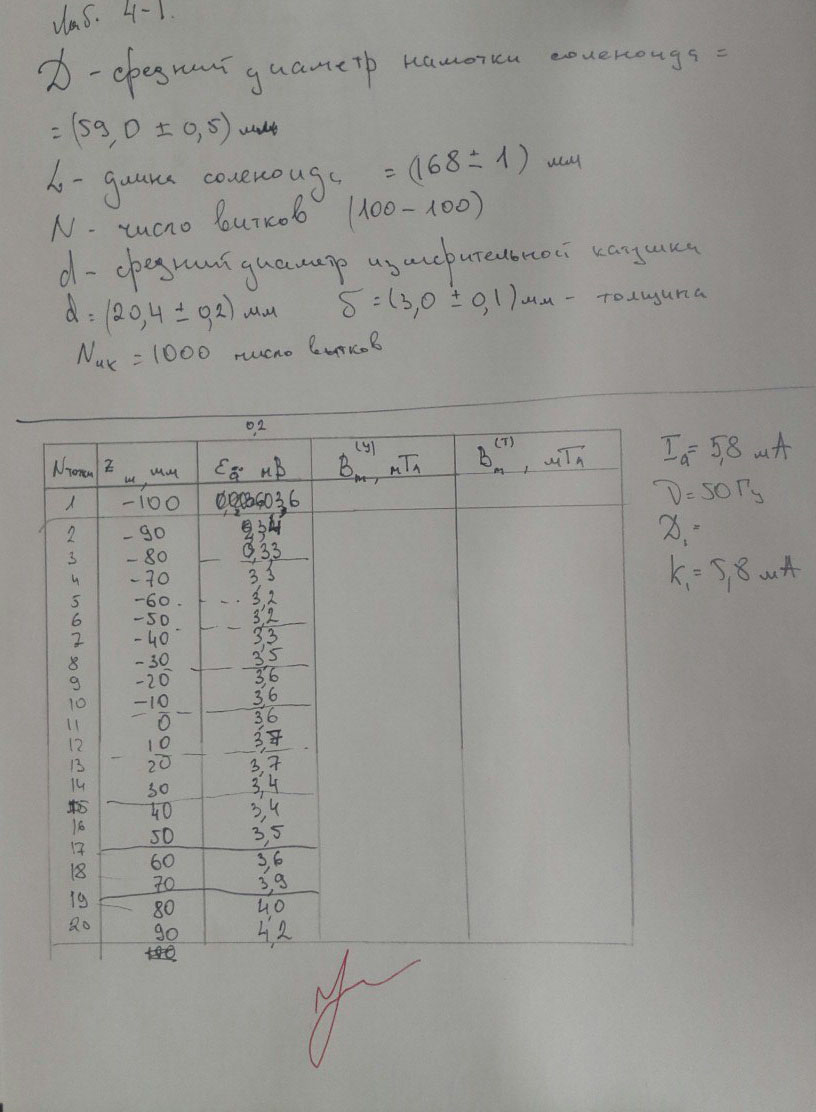 Лаб. 4-1.
D - средний диаметр намотки соленоида =
= (59,0 ± 0,5) мм
L - длина соленоида = (168 ± 1) мм
N - число витков (100-100)
d - средний диаметр измерительной катушки
d = (20,4 ± 0,2) мм δ = (3,0 ± 0,1) мм - толщина
Nик = 1000 число витков
0,2
N точки Z м, мм Ɛ мВ Bm(У), мТл Bm(Т), мТл
1 -100 3,6
2 -90 3,4
3 -80 3,3
4 -70 3,3
5 -60 3,2
6 -50 3,2
7 -40 3,3
8 -30 3,5
9 -20 3,6
10 -10 3,6
11 0 3,6
12 10 3,7
13 20 3,7
14 30 3,4
15 40 3,4
16 50 3,5
17 60 3,6
18 70 3,9
19 80 4,0
20 90 4,2
Ia = 5,8 мА
ν = 50 Гц
D1 =
k1 = 5,8 мА